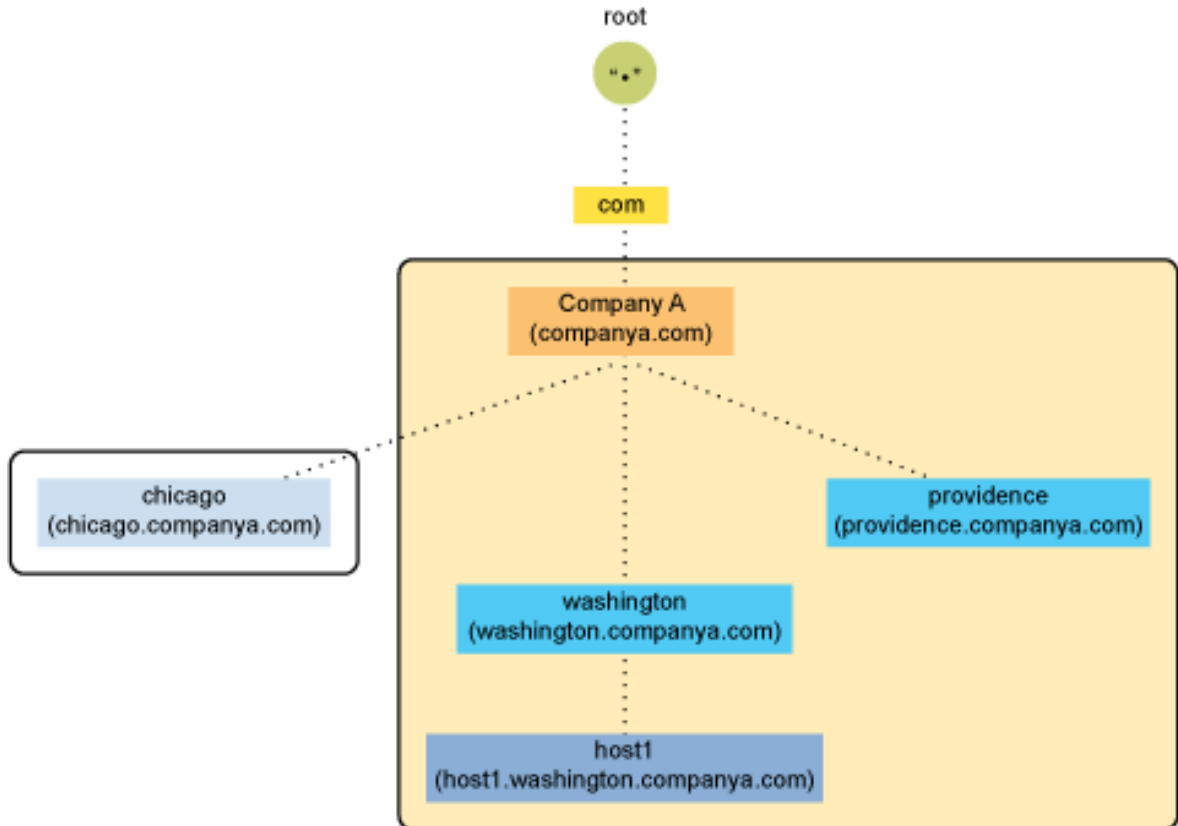 root
“•”
com
Company A
(companya.com)
chicago
(chicago.companya.com)
providence
(providence.companya.com)
washington
(washington.companya.com)
host1
(host1.washington.companya.com)